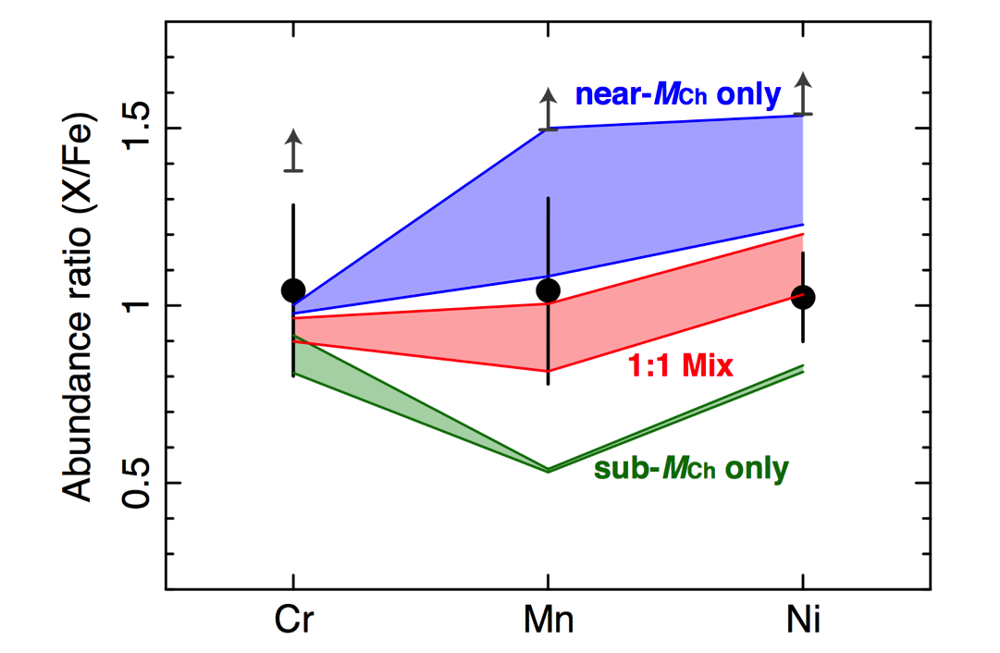 Abundance ratio (X/Fe)
1.5
1
0.5
near-MCh only
1:1 Mix
sub-MCh only
Cr Mn Ni